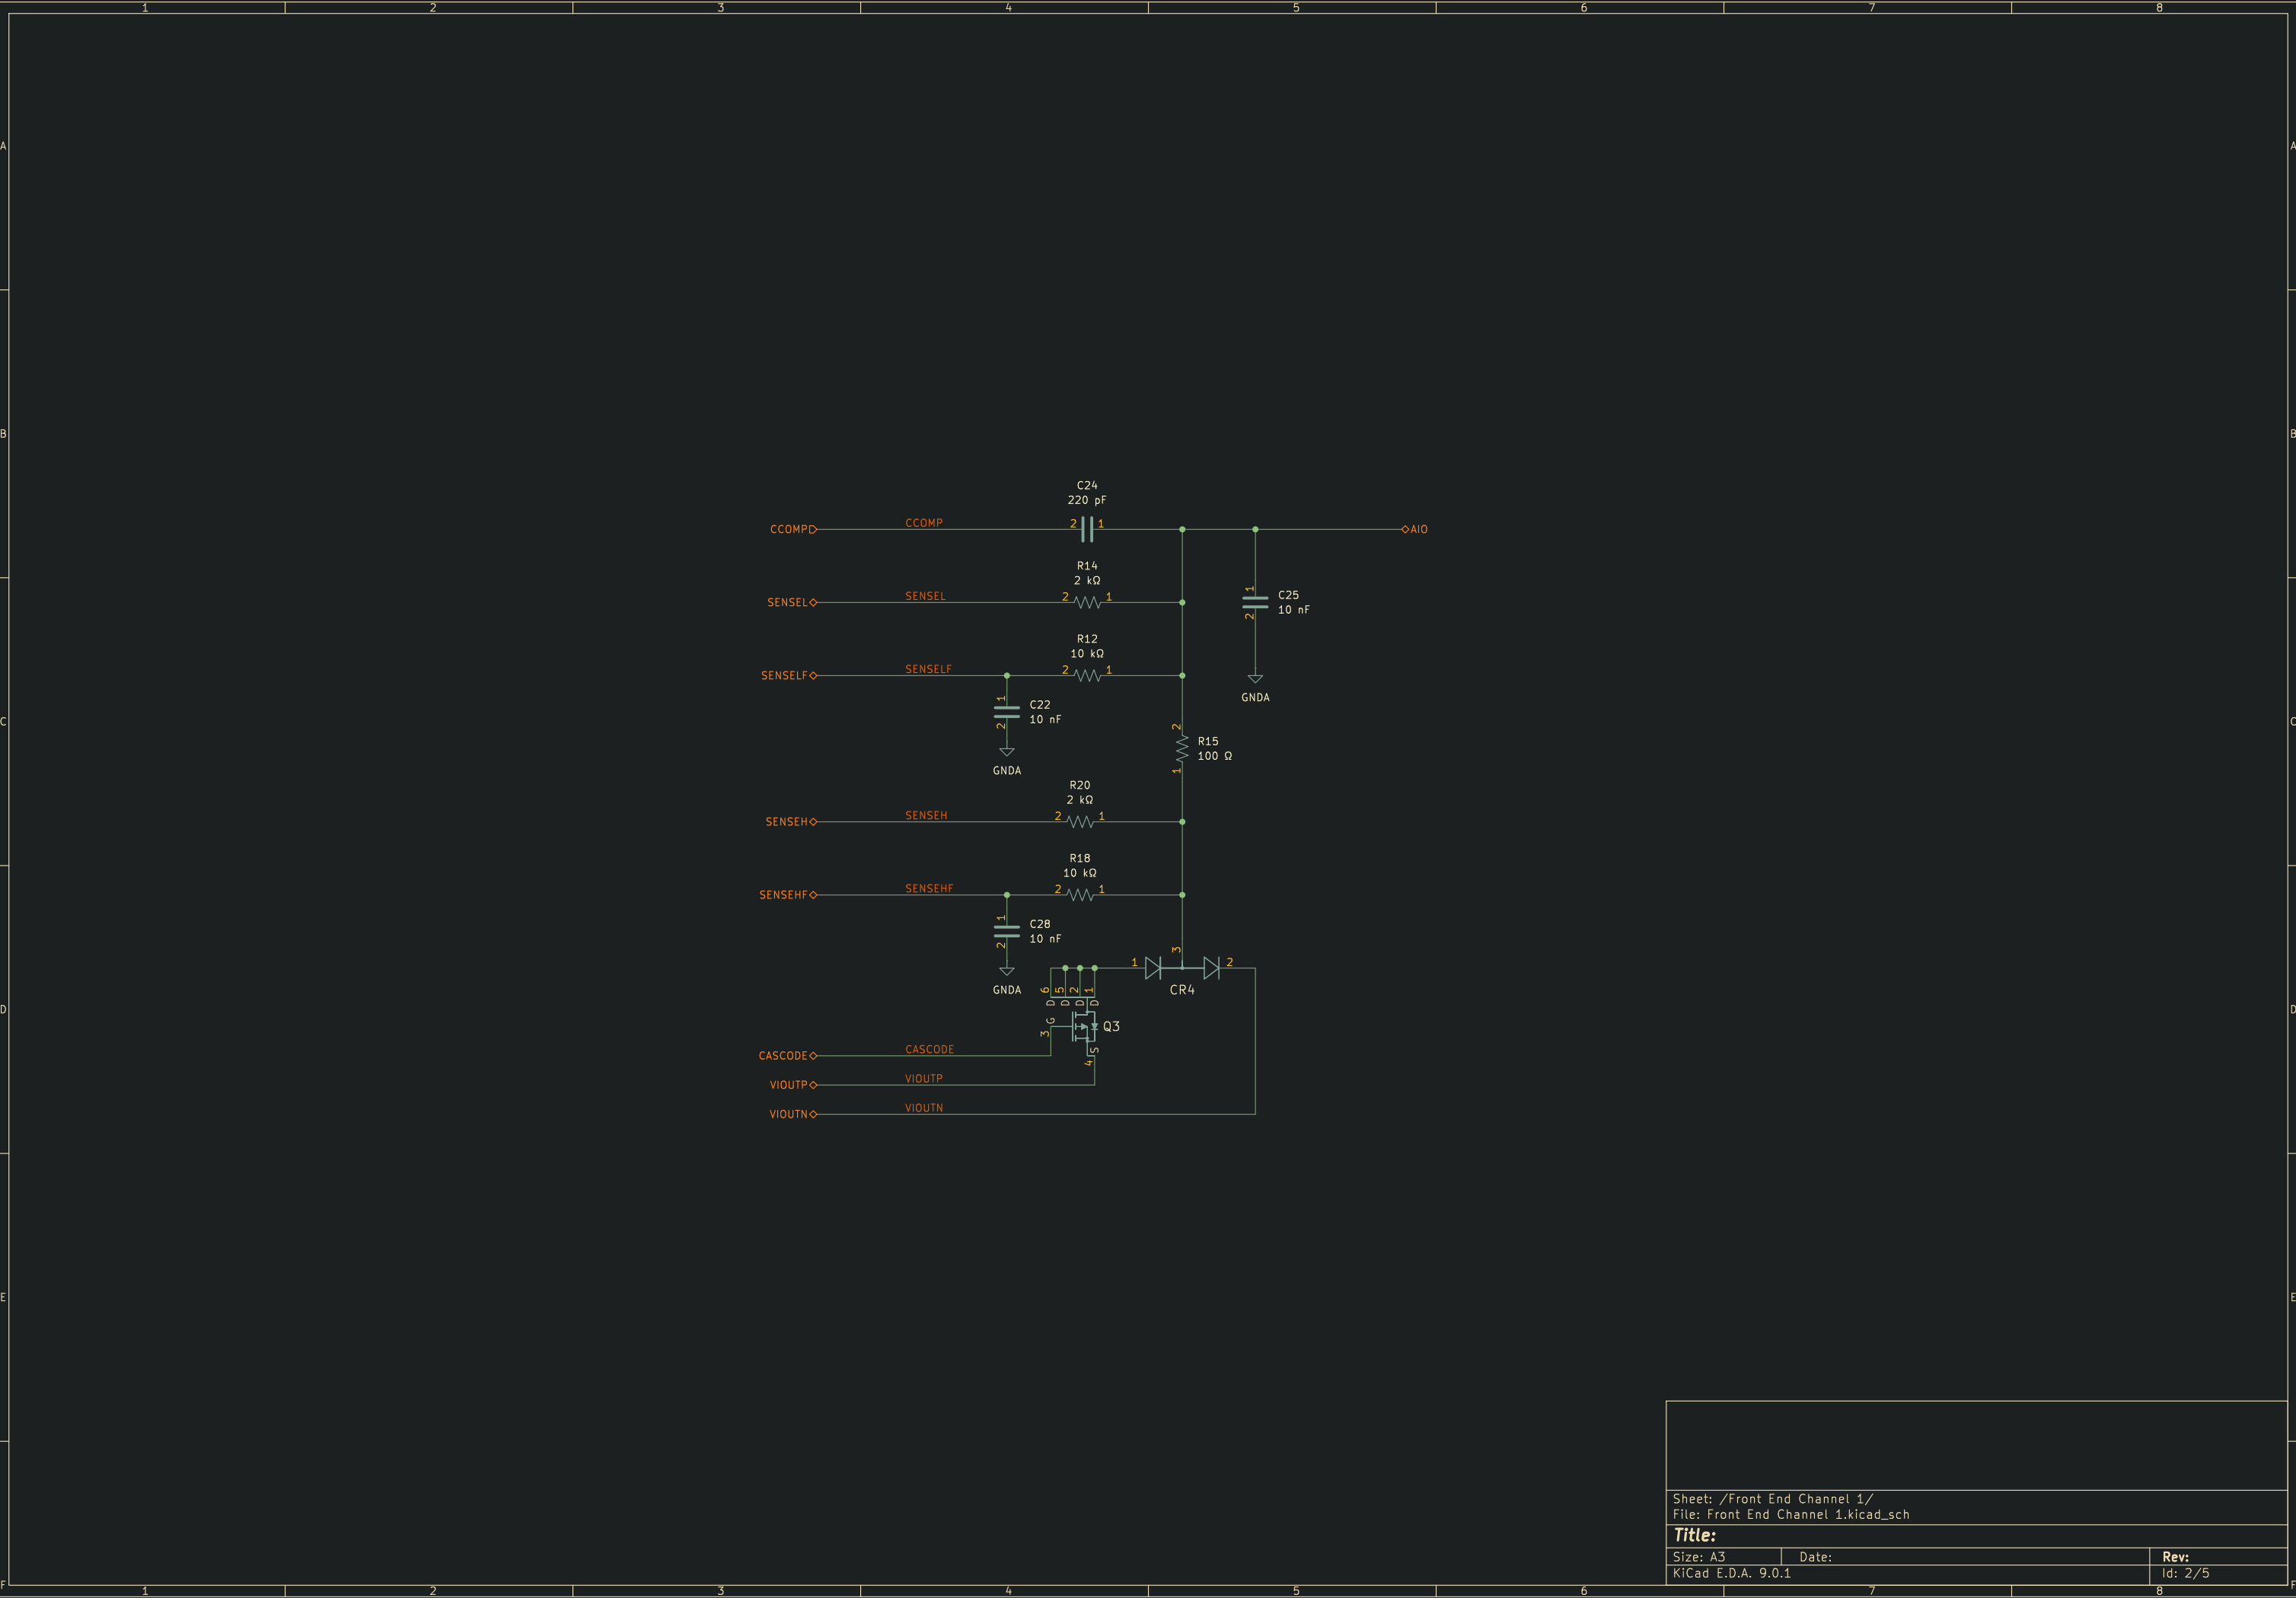 1 2 3 4 5 6 7 8
A A
B B
C24
220 pF
CCOMP CCOMP 2 1 AIO
R14
2 kΩ
SENSEL SENSEL 2 1
1 C25
2 10 nF
R12
10 kΩ
SENSELF SENSELF 2 1
GNDA
1 C22
2 10 nF
C C
2 R15
1 100 Ω
GNDA
R20
2 kΩ
SENSEH SENSEH 2 1
R18
10 kΩ
SENSEHF SENSEHF 2 1
1 C28
2 10 nF
3
1 2
GNDA CR4
6 5 2 1
D D D D
D D
G
3 Q3
S
4
CASCODE CASCODE
VIOUTP VIOUTP
VIOUTN VIOUTN
E E
Sheet: /Front End Channel 1/
File: Front End Channel 1.kicad_sch
Title:
Size: A3 Date: Rev:
KiCad E.D.A. 9.0.1 Id: 2/5
F F
1 2 3 4 5 6 7 8